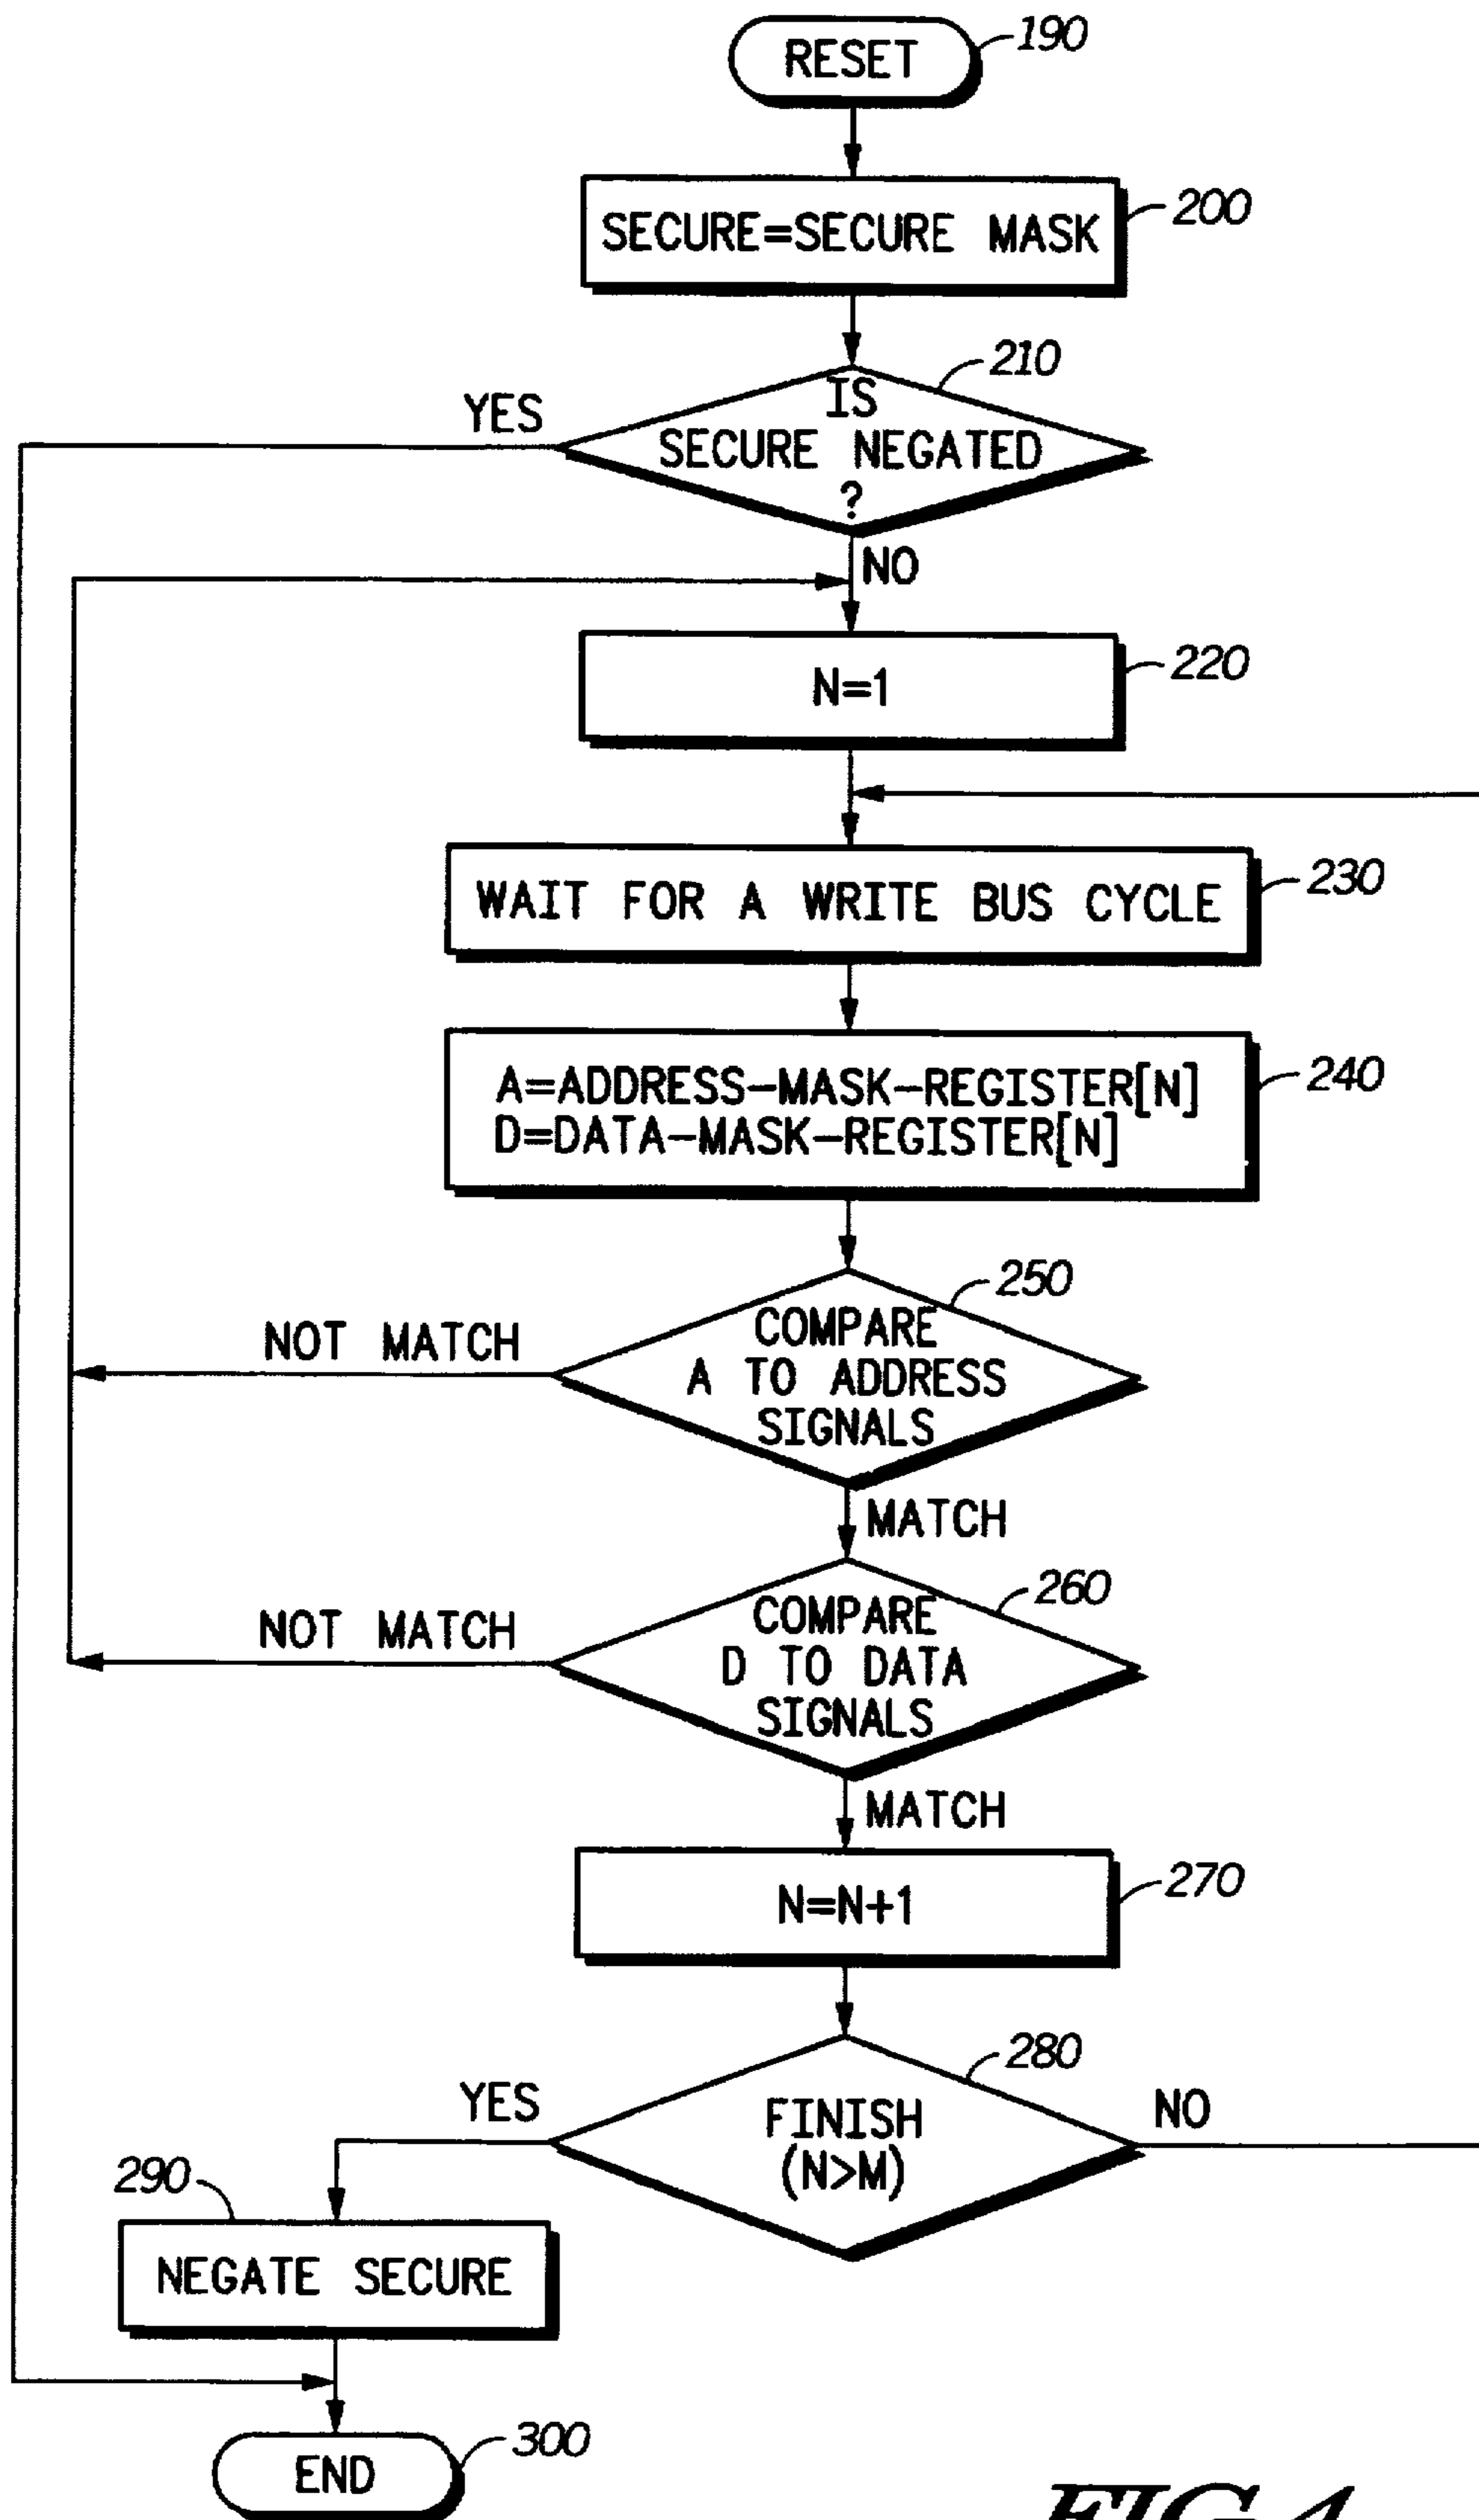 RESET
190
SECURE=SECURE MASK
200
210
IS
SECURE NEGATED
?
YES
NO
N=1
220
WAIT FOR A WRITE BUS CYCLE
230
A=ADDRESS-MASK-REGISTER[N]
D=DATA-MASK-REGISTER[N]
240
250
COMPARE
A TO ADDRESS
SIGNALS
NOT MATCH
MATCH
260
COMPARE
D TO DATA
SIGNALS
NOT MATCH
MATCH
N=N+1
270
280
FINISH
(N>M)
YES
NO
290
NEGATE SECURE
END
300